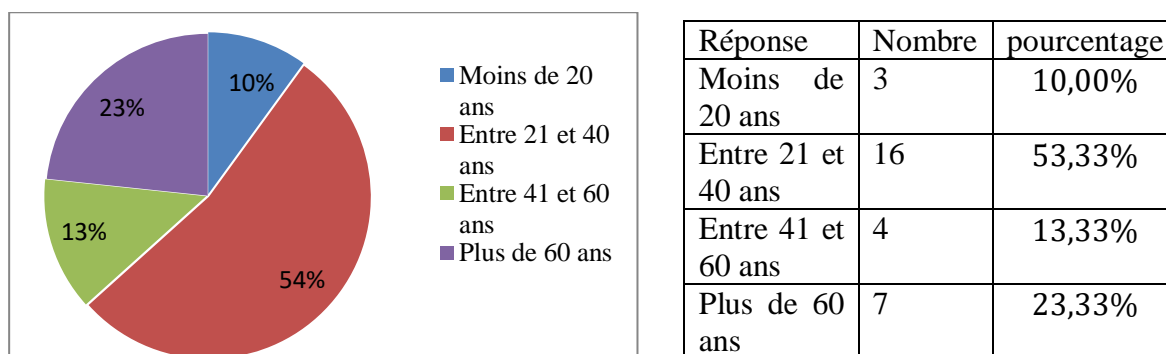 10%
23%
13%
54%
Moins de 20
ans
Entre 21 et 40
ans
Entre 41 et 60
ans
Plus de 60 ans
Réponse Nombre pourcentage
Moins de 3 10,00%
20 ans
Entre 21 et 16 53,33%
40 ans
Entre 41 et 4 13,33%
60 ans
Plus de 60 7 23,33%
ans